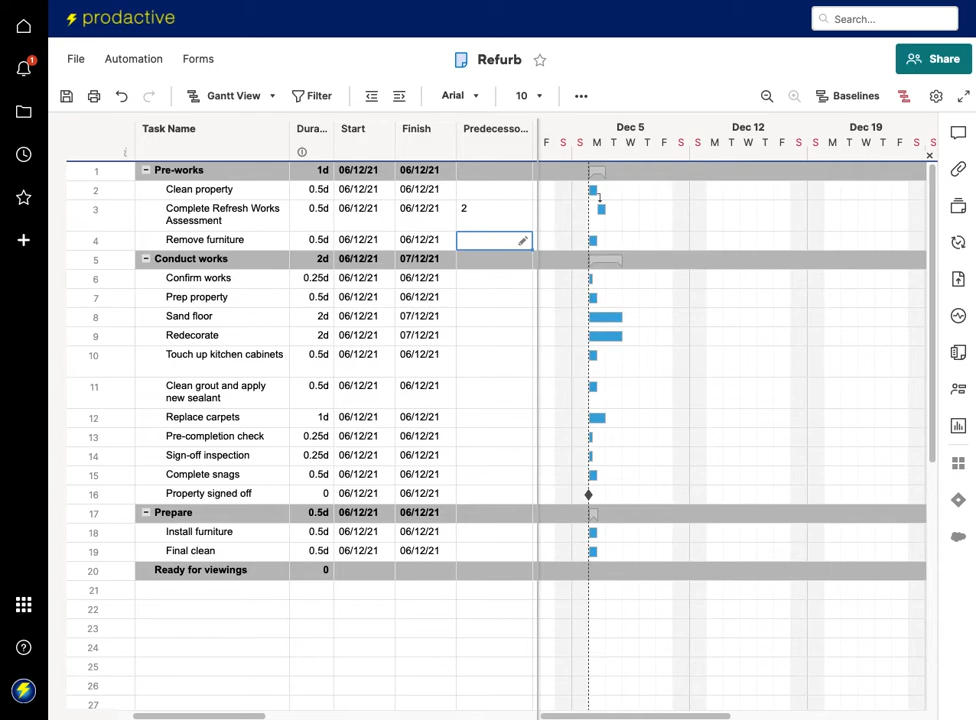 prodactive
Search...
1
File Automation Forms
Refurb
Share
Gantt View Filter Arial 10 ••• Baselines
Task Name Dura... Start Finish Predecesso... Dec 5 Dec 12 Dec 19
F S S M T W T F S S M T W T F S S M T W T F S S
1 Pre-works 1d 06/12/21 06/12/21
2 Clean property 0.5d 06/12/21 06/12/21
3 Complete Refresh Works 0.5d 06/12/21 06/12/21 2
Assessment
4 Remove furniture 0.5d 06/12/21 06/12/21
5 Conduct works 2d 06/12/21 07/12/21
6 Confirm works 0.25d 06/12/21 06/12/21
7 Prep property 0.5d 06/12/21 06/12/21
8 Sand floor 2d 06/12/21 07/12/21
9 Redecorate 2d 06/12/21 07/12/21
10 Touch up kitchen cabinets 0.5d 06/12/21 06/12/21
11 Clean grout and apply 0.5d 06/12/21 06/12/21
new sealant
12 Replace carpets 1d 06/12/21 06/12/21
13 Pre-completion check 0.25d 06/12/21 06/12/21
14 Sign-off inspection 0.25d 06/12/21 06/12/21
15 Complete snags 0.5d 06/12/21 06/12/21
16 Property signed off 0 06/12/21 06/12/21
17 Prepare 0.5d 06/12/21 06/12/21
18 Install furniture 0.5d 06/12/21 06/12/21
19 Final clean 0.5d 06/12/21 06/12/21
20 Ready for viewings 0
21
22
23
24
25
26
27